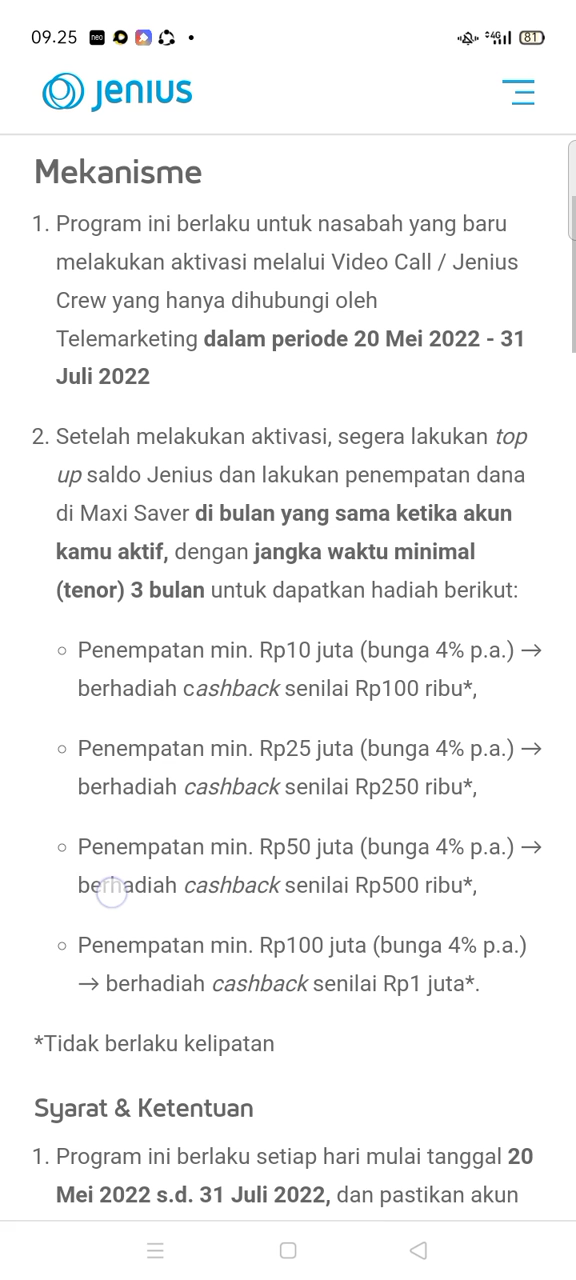 09.25
neo
4G
81
jenius
Mekanisme
1. Program ini berlaku untuk nasabah yang baru
melakukan aktivasi melalui Video Call / Jenius
Crew yang hanya dihubungi oleh
Telemarketing dalam periode 20 Mei 2022 - 31
Juli 2022
2. Setelah melakukan aktivasi, segera lakukan top
up saldo Jenius dan lakukan penempatan dana
di Maxi Saver di bulan yang sama ketika akun
kamu aktif, dengan jangka waktu minimal
(tenor) 3 bulan untuk dapatkan hadiah berikut:
○ Penempatan min. Rp10 juta (bunga 4% p.a.) →
berhadiah cashback senilai Rp100 ribu*,
○ Penempatan min. Rp25 juta (bunga 4% p.a.) →
berhadiah cashback senilai Rp250 ribu*,
○ Penempatan min. Rp50 juta (bunga 4% p.a.) →
berhadiah cashback senilai Rp500 ribu*,
○ Penempatan min. Rp100 juta (bunga 4% p.a.)
→ berhadiah cashback senilai Rp1 juta*.
*Tidak berlaku kelipatan
Syarat & Ketentuan
1. Program ini berlaku setiap hari mulai tanggal 20
Mei 2022 s.d. 31 Juli 2022, dan pastikan akun